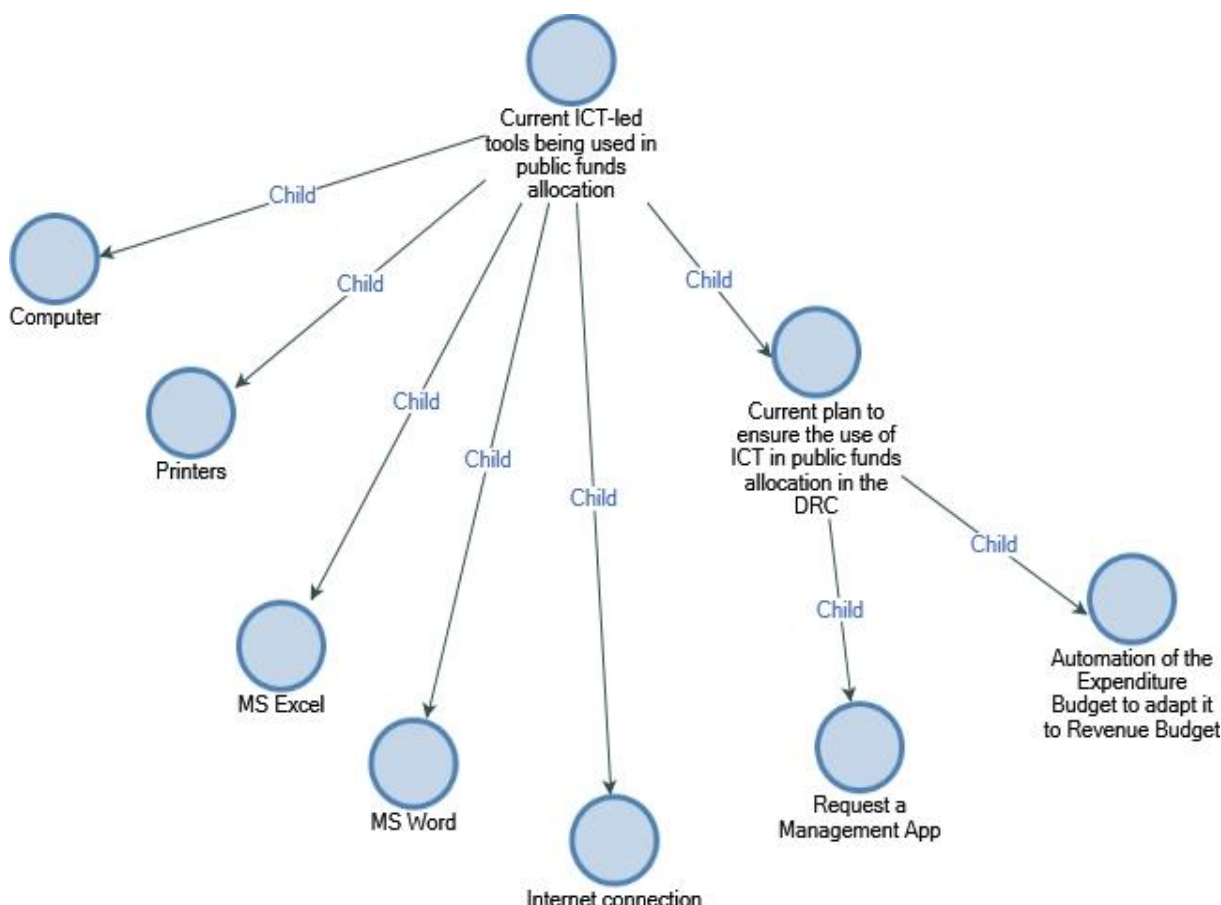 Current ICT-led
tools being used in
public funds
allocation
Child
Computer
Child
Printers
Child
MS Excel
Child
MS Word
Child
Internet connection
Child
Current plan to
ensure the use of
ICT in public funds
allocation in the
DRC
Child
Request a
Management App
Child
Automation of the
Expenditure
Budget to adapt it
to Revenue Budget